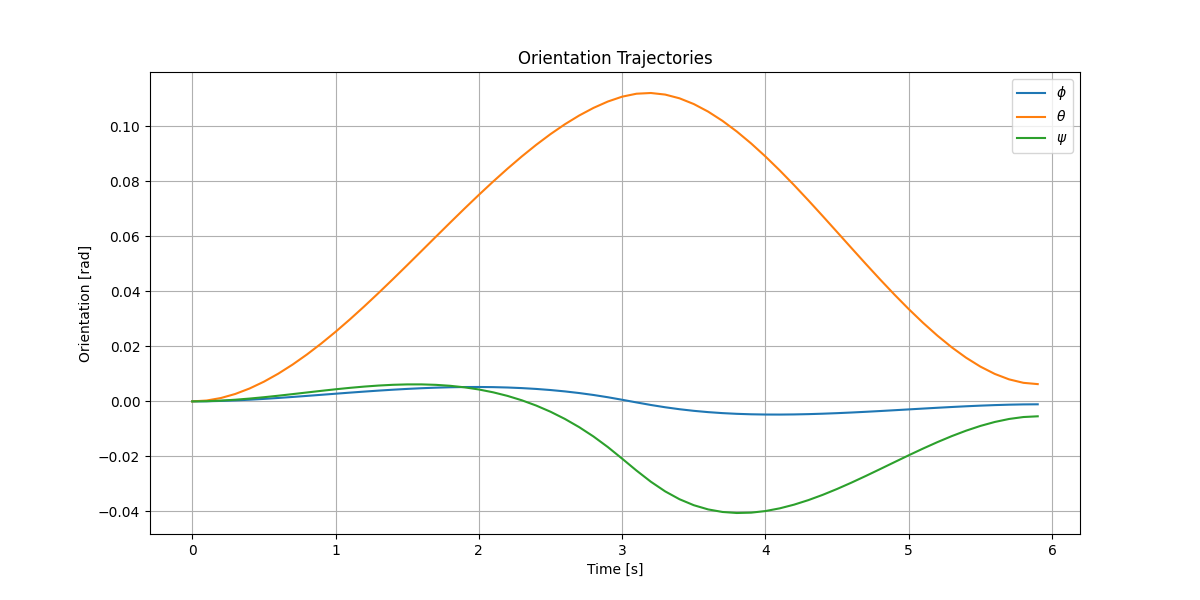 Orientation Trajectories
ϕ
θ
ψ
Orientation [rad]
0.10
0.08
0.06
0.04
0.02
0.00
−0.02
−0.04
0 1 2 3 4 5 6
Time [s]